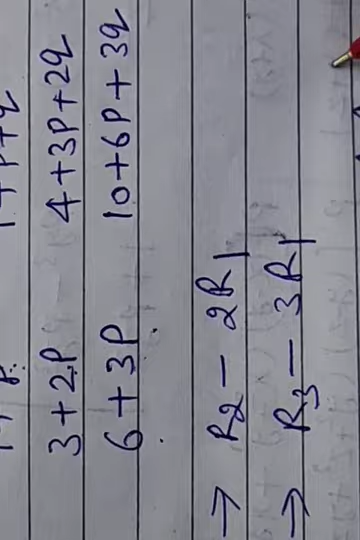 3+2P 4+3P+2q
6+3P 10+6P+3q
→ R2 - 2R1
→ R3 - 3R1